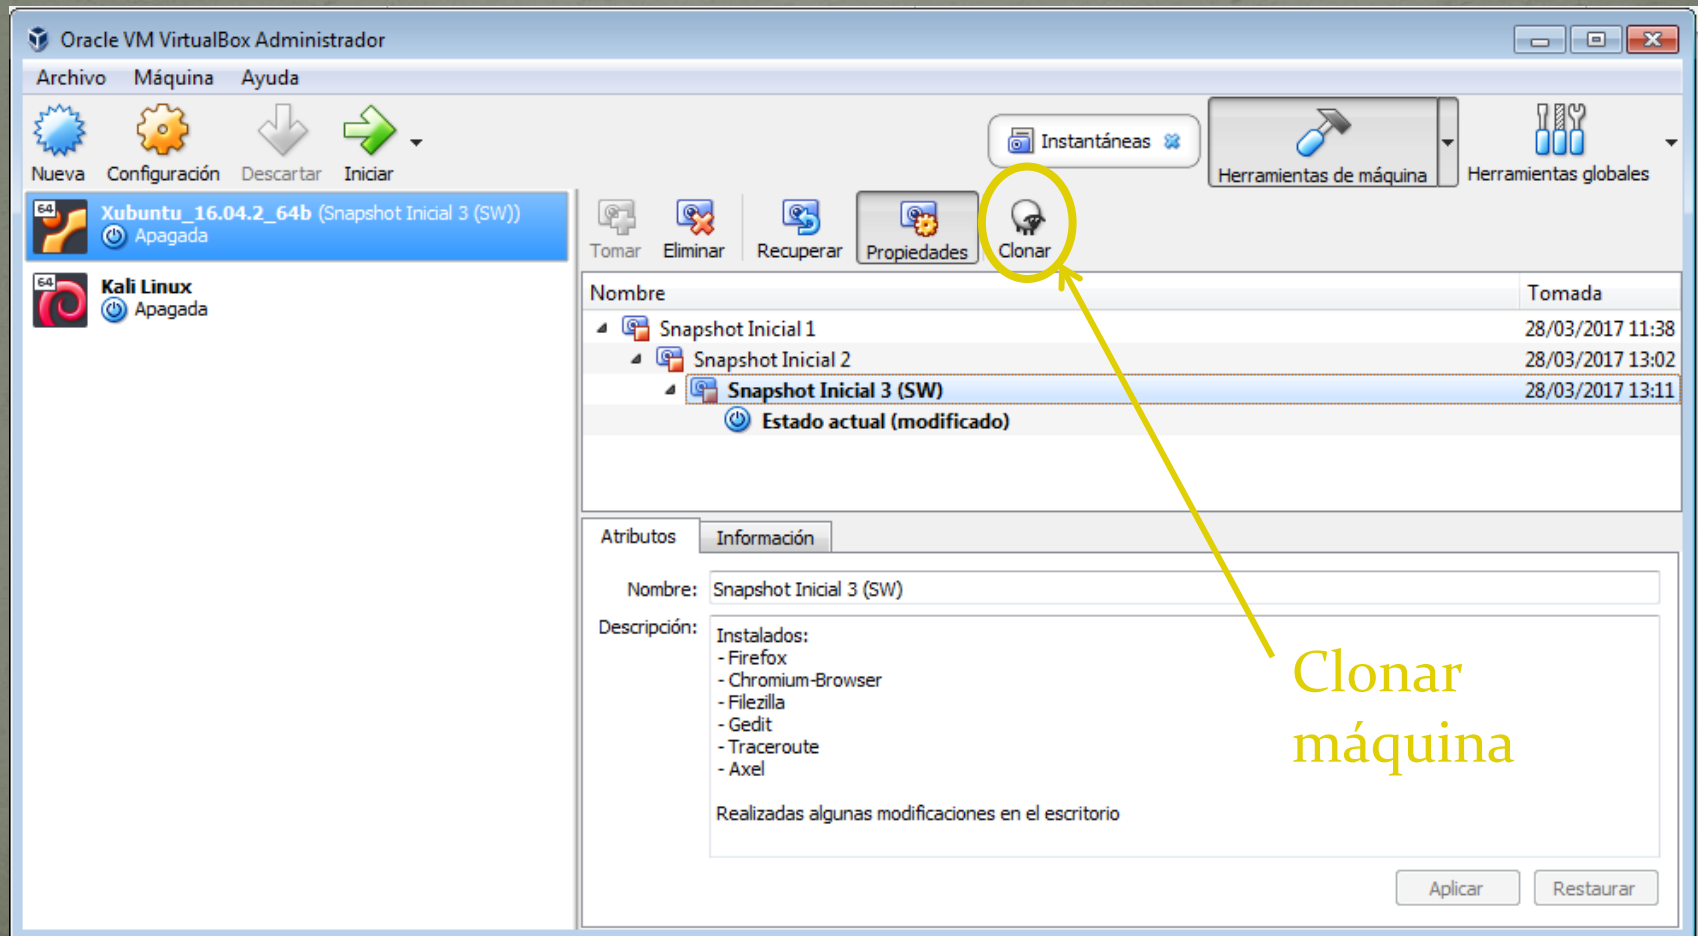 Oracle VM VirtualBox Administrador
Archivo Máquina Ayuda
Nueva Configuración Descartar Iniciar
Instantáneas
Herramientas de máquina
Herramientas globales
64
Xubuntu_16.04.2_64b (Snapshot Inicial 3 (SW))
Apagada
64
Kali Linux
Apagada
Tomar Eliminar Recuperar Propiedades Clonar
Nombre Tomada
Snapshot Inicial 1 28/03/2017 11:38
Snapshot Inicial 2 28/03/2017 13:02
Snapshot Inicial 3 (SW) 28/03/2017 13:11
Estado actual (modificado)
Atributos Información
Nombre: Snapshot Inicial 3 (SW)
Descripción:
Instalados:
- Firefox
- Chromium-Browser
- Filezilla
- Gedit
- Traceroute
- Axel
Realizadas algunas modificaciones en el escritorio
Clonar
máquina
Aplicar Restaurar